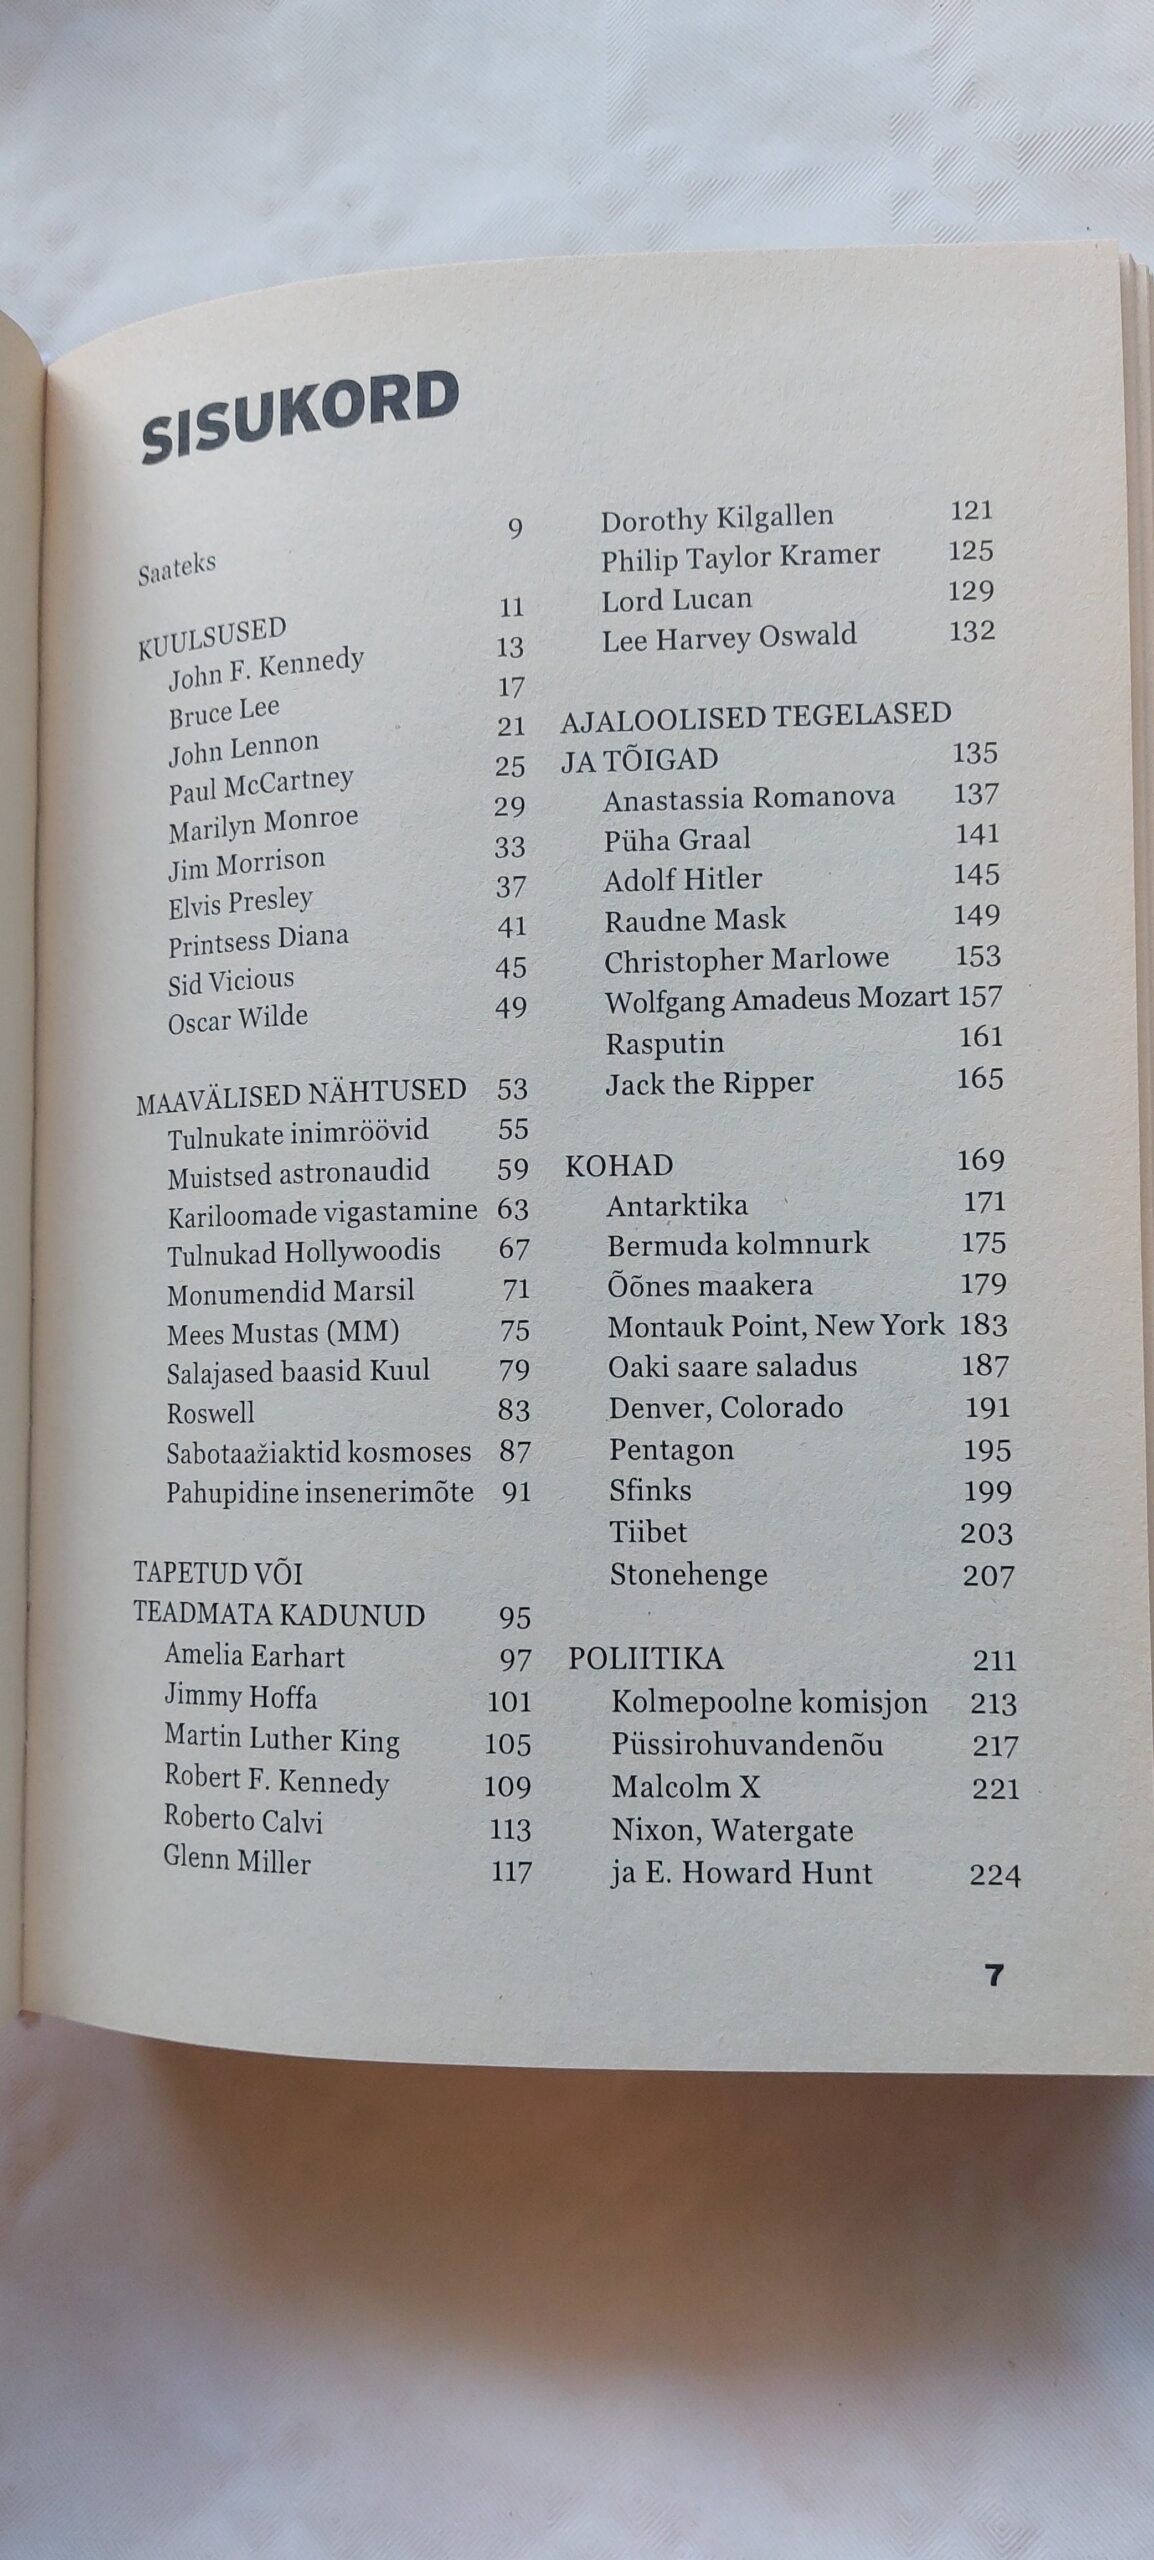 SISUKORD
Saateks 9
KUULSUSED 11
John F. Kennedy 13
Bruce Lee 17
John Lennon 21
Paul McCartney 25
Marilyn Monroe 29
Jim Morrison 33
Elvis Presley 37
Printsess Diana 41
Sid Vicious 45
Oscar Wilde 49
MAAVÄLISED NÄHTUSED 53
Tulnukate inimröövid 55
Muistsed astronaudid 59
Kariloomade vigastamine 63
Tulnukad Hollywoodis 67
Monumendid Marsil 71
Mees Mustas (MM) 75
Salajased baasid Kuul 79
Roswell 83
Sabotaažiaktid kosmoses 87
Pahupidine insenerimõte 91
TAPETUD VÕI
TEADMATA KADUNUD 95
Amelia Earhart 97
Jimmy Hoffa 101
Martin Luther King 105
Robert F. Kennedy 109
Roberto Calvi 113
Glenn Miller 117
Dorothy Kilgallen 121
Philip Taylor Kramer 125
Lord Lucan 129
Lee Harvey Oswald 132
AJALOOLISED TEGELASED
JA TÕIGAD 135
Anastassia Romanova 137
Püha Graal 141
Adolf Hitler 145
Raudne Mask 149
Christopher Marlowe 153
Wolfgang Amadeus Mozart 157
Rasputin 161
Jack the Ripper 165
KOHAD 169
Antarktika 171
Bermuda kolmnurk 175
Õõnes maakera 179
Montauk Point, New York 183
Oaki saare saladus 187
Denver, Colorado 191
Pentagon 195
Sfinks 199
Tiibet 203
Stonehenge 207
POLIITIKA 211
Kolmepoolne komisjon 213
Püssirohuvandenõu 217
Malcolm X 221
Nixon, Watergate
ja E. Howard Hunt 224
7